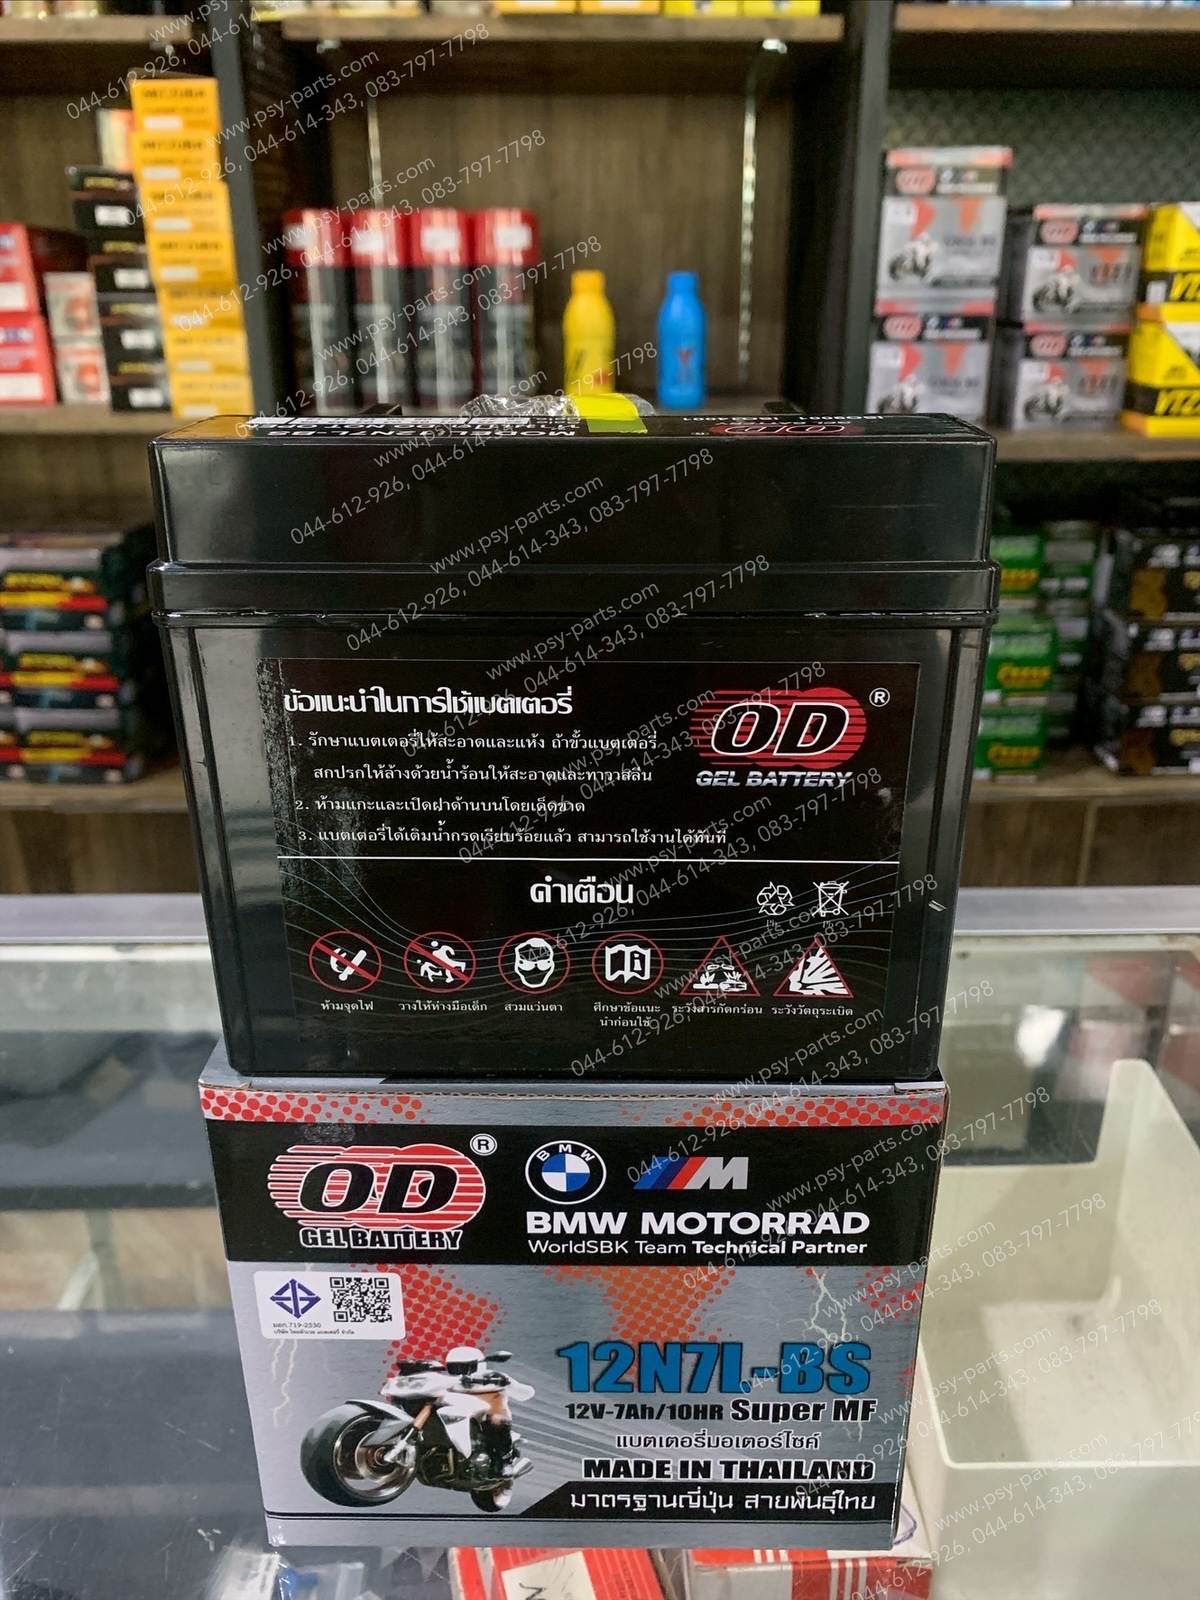 www.psy-parts.com
044-612-926, 044-614-343, 083-797-7798
ข้อแนะนำในการใช้แบตเตอรี่
1. รักษาแบตเตอรี่ให้สะอาดและแห้ง ถ้าขั้วแบตเตอรี่
สกปรกให้ล้างด้วยน้ำร้อนให้สะอาดและทาวาสลีน
2. ห้ามแกะและเปิดฝาด้านบนโดยเด็ดขาด
3. แบตเตอรี่ได้เติมน้ำกรดเรียบร้อยแล้ว สามารถใช้งานได้ทันที
OD ®
GEL BATTERY
คำเตือน
ห้ามจุดไฟ
วางให้ห่างมือเด็ก
สวมแว่นตา
ศึกษาข้อแนะ
นำก่อนใช้
ระวังสารกัดกร่อน
ระวังวัตถุระเบิด
OD ®
GEL BATTERY
BMW
M
BMW MOTORRAD
WorldSBK Team Technical Partner
มอก.719-2530
12N7L-BS
12V-7Ah/10HR Super MF
แบตเตอรี่มอเตอร์ไซค์
MADE IN THAILAND
มาตรฐานญี่ปุ่น สายพันธุ์ไทย